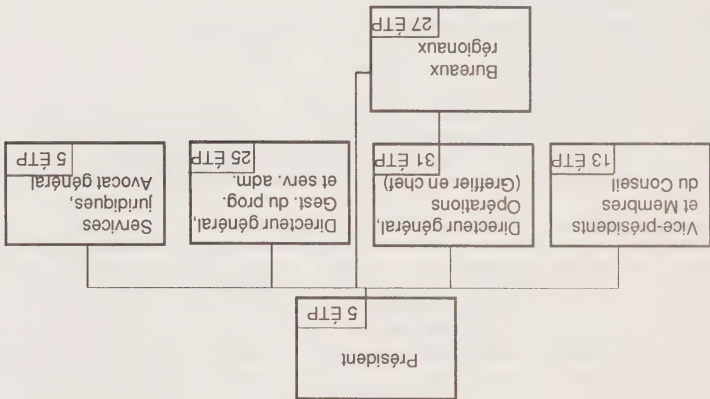 Président
5 ÉTP
Vice-présidents
et Membres
du Conseil
13 ÉTP
Directeur général,
Opérations
(Greffier en chef)
31 ÉTP
Directeur général,
Gest. du prog.
et serv. adm.
25 ÉTP
Services
juridiques,
Avocat général
5 ÉTP
Bureaux
régionaux
27 ÉTP